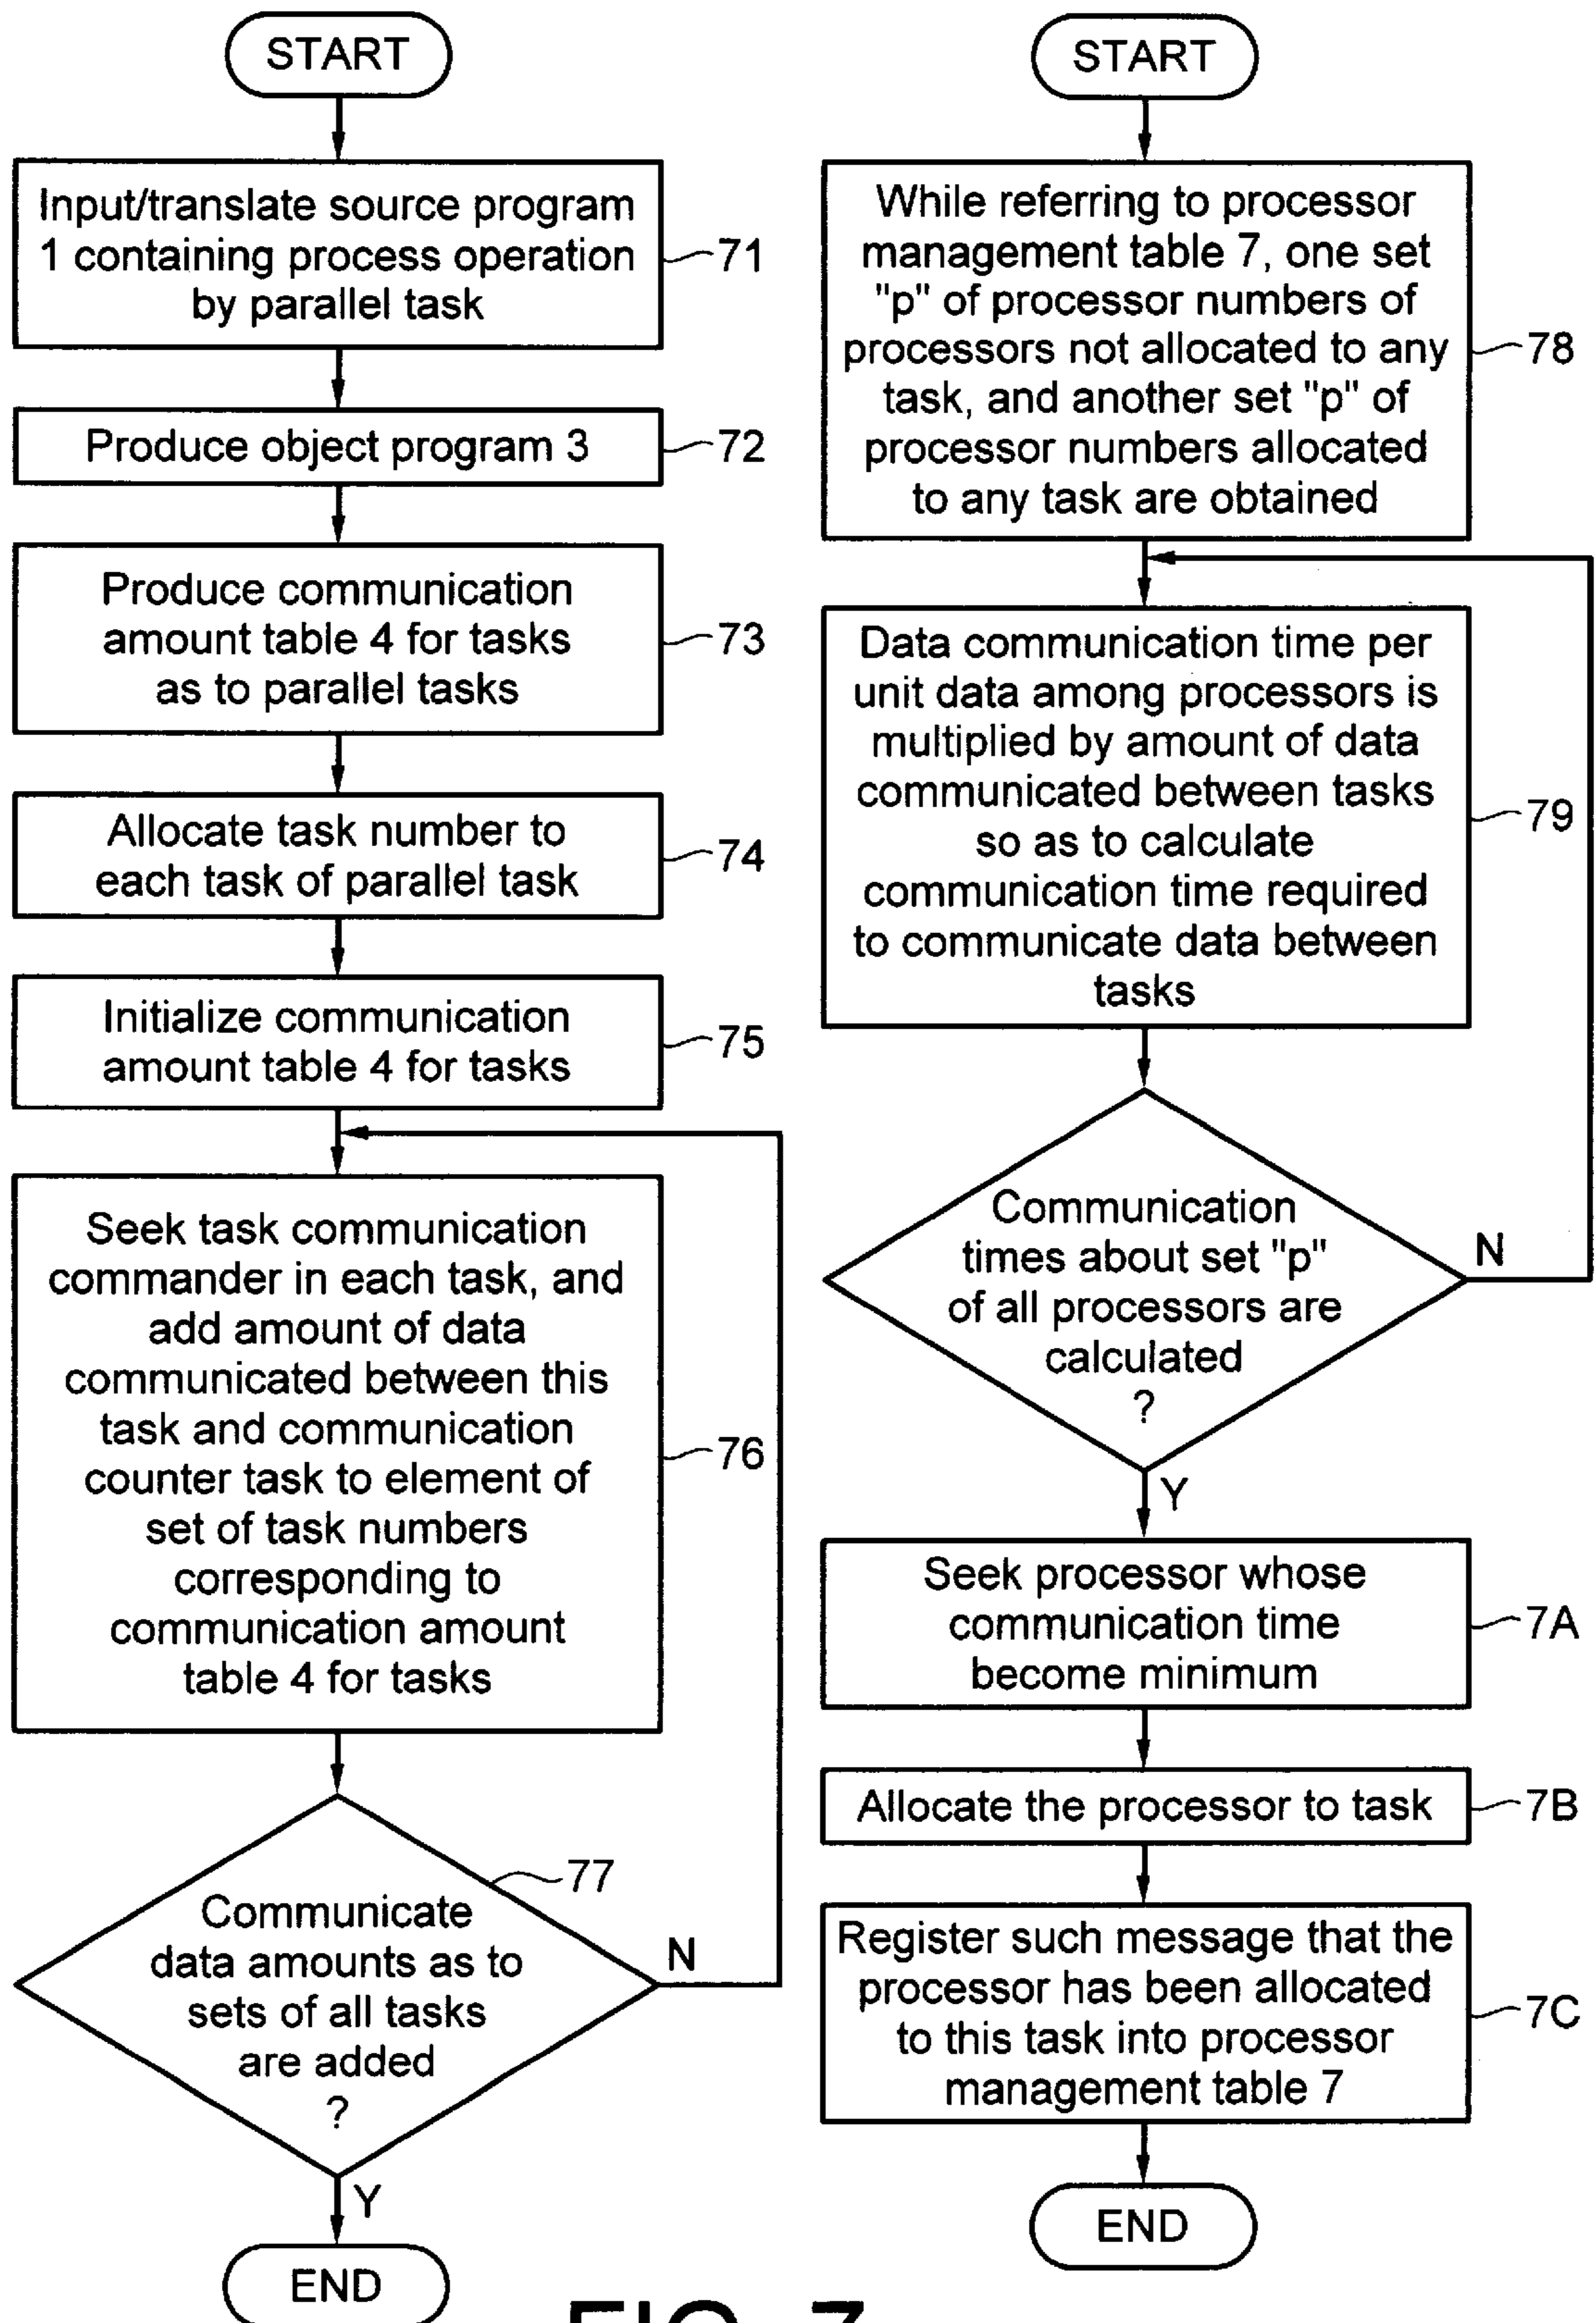 START
Input/translate source program
1 containing process operation
by parallel task
71
Produce object program 3
72
Produce communication
amount table 4 for tasks
as to parallel tasks
73
Allocate task number to
each task of parallel task
74
Initialize communication
amount table 4 for tasks
75
Seek task communication
commander in each task, and
add amount of data
communicated between this
task and communication
counter task to element of
set of task numbers
corresponding to
communication amount
table 4 for tasks
76
77
Communicate
data amounts as to
sets of all tasks
are added
?
N
Y
END
START
While referring to processor
management table 7, one set
"p" of processor numbers of
processors not allocated to any
task, and another set "p" of
processor numbers allocated
to any task are obtained
78
Data communication time per
unit data among processors is
multiplied by amount of data
communicated between tasks
so as to calculate
communication time required
to communicate data between
tasks
79
Communication
times about set "p"
of all processors are
calculated
?
N
Y
Seek processor whose
communication time
become minimum
7A
Allocate the processor to task
7B
Register such message that the
processor has been allocated
to this task into processor
management table 7
7C
END
FIG. 7